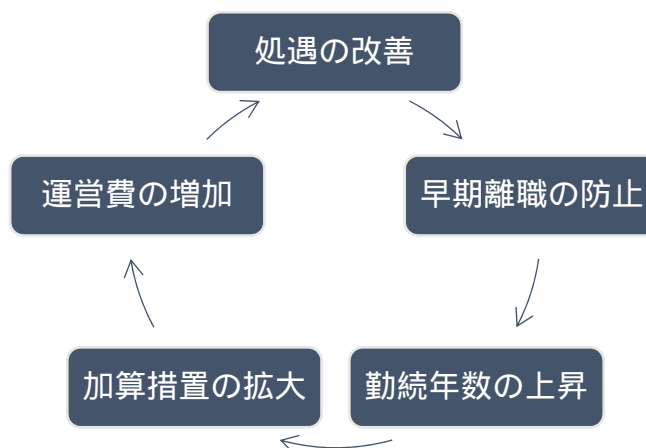 処遇の改善
早期離職の防止
勤続年数の上昇
加算措置の拡大
運営費の増加